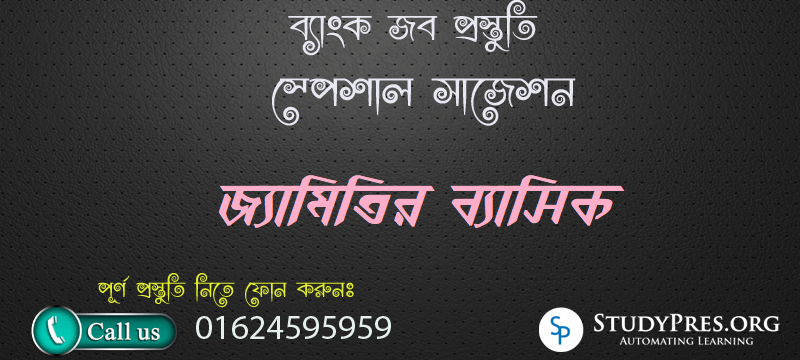 ব্যাংক জব প্রস্তুতি
স্পেশাল সাজেশন
জ্যামিতির ব্যাসিক
পূর্ণ প্রস্তুতি নিতে ফোন করুনঃ
Call us 01624595959
SP STUDYPRES.ORG
AUTOMATING LEARNING